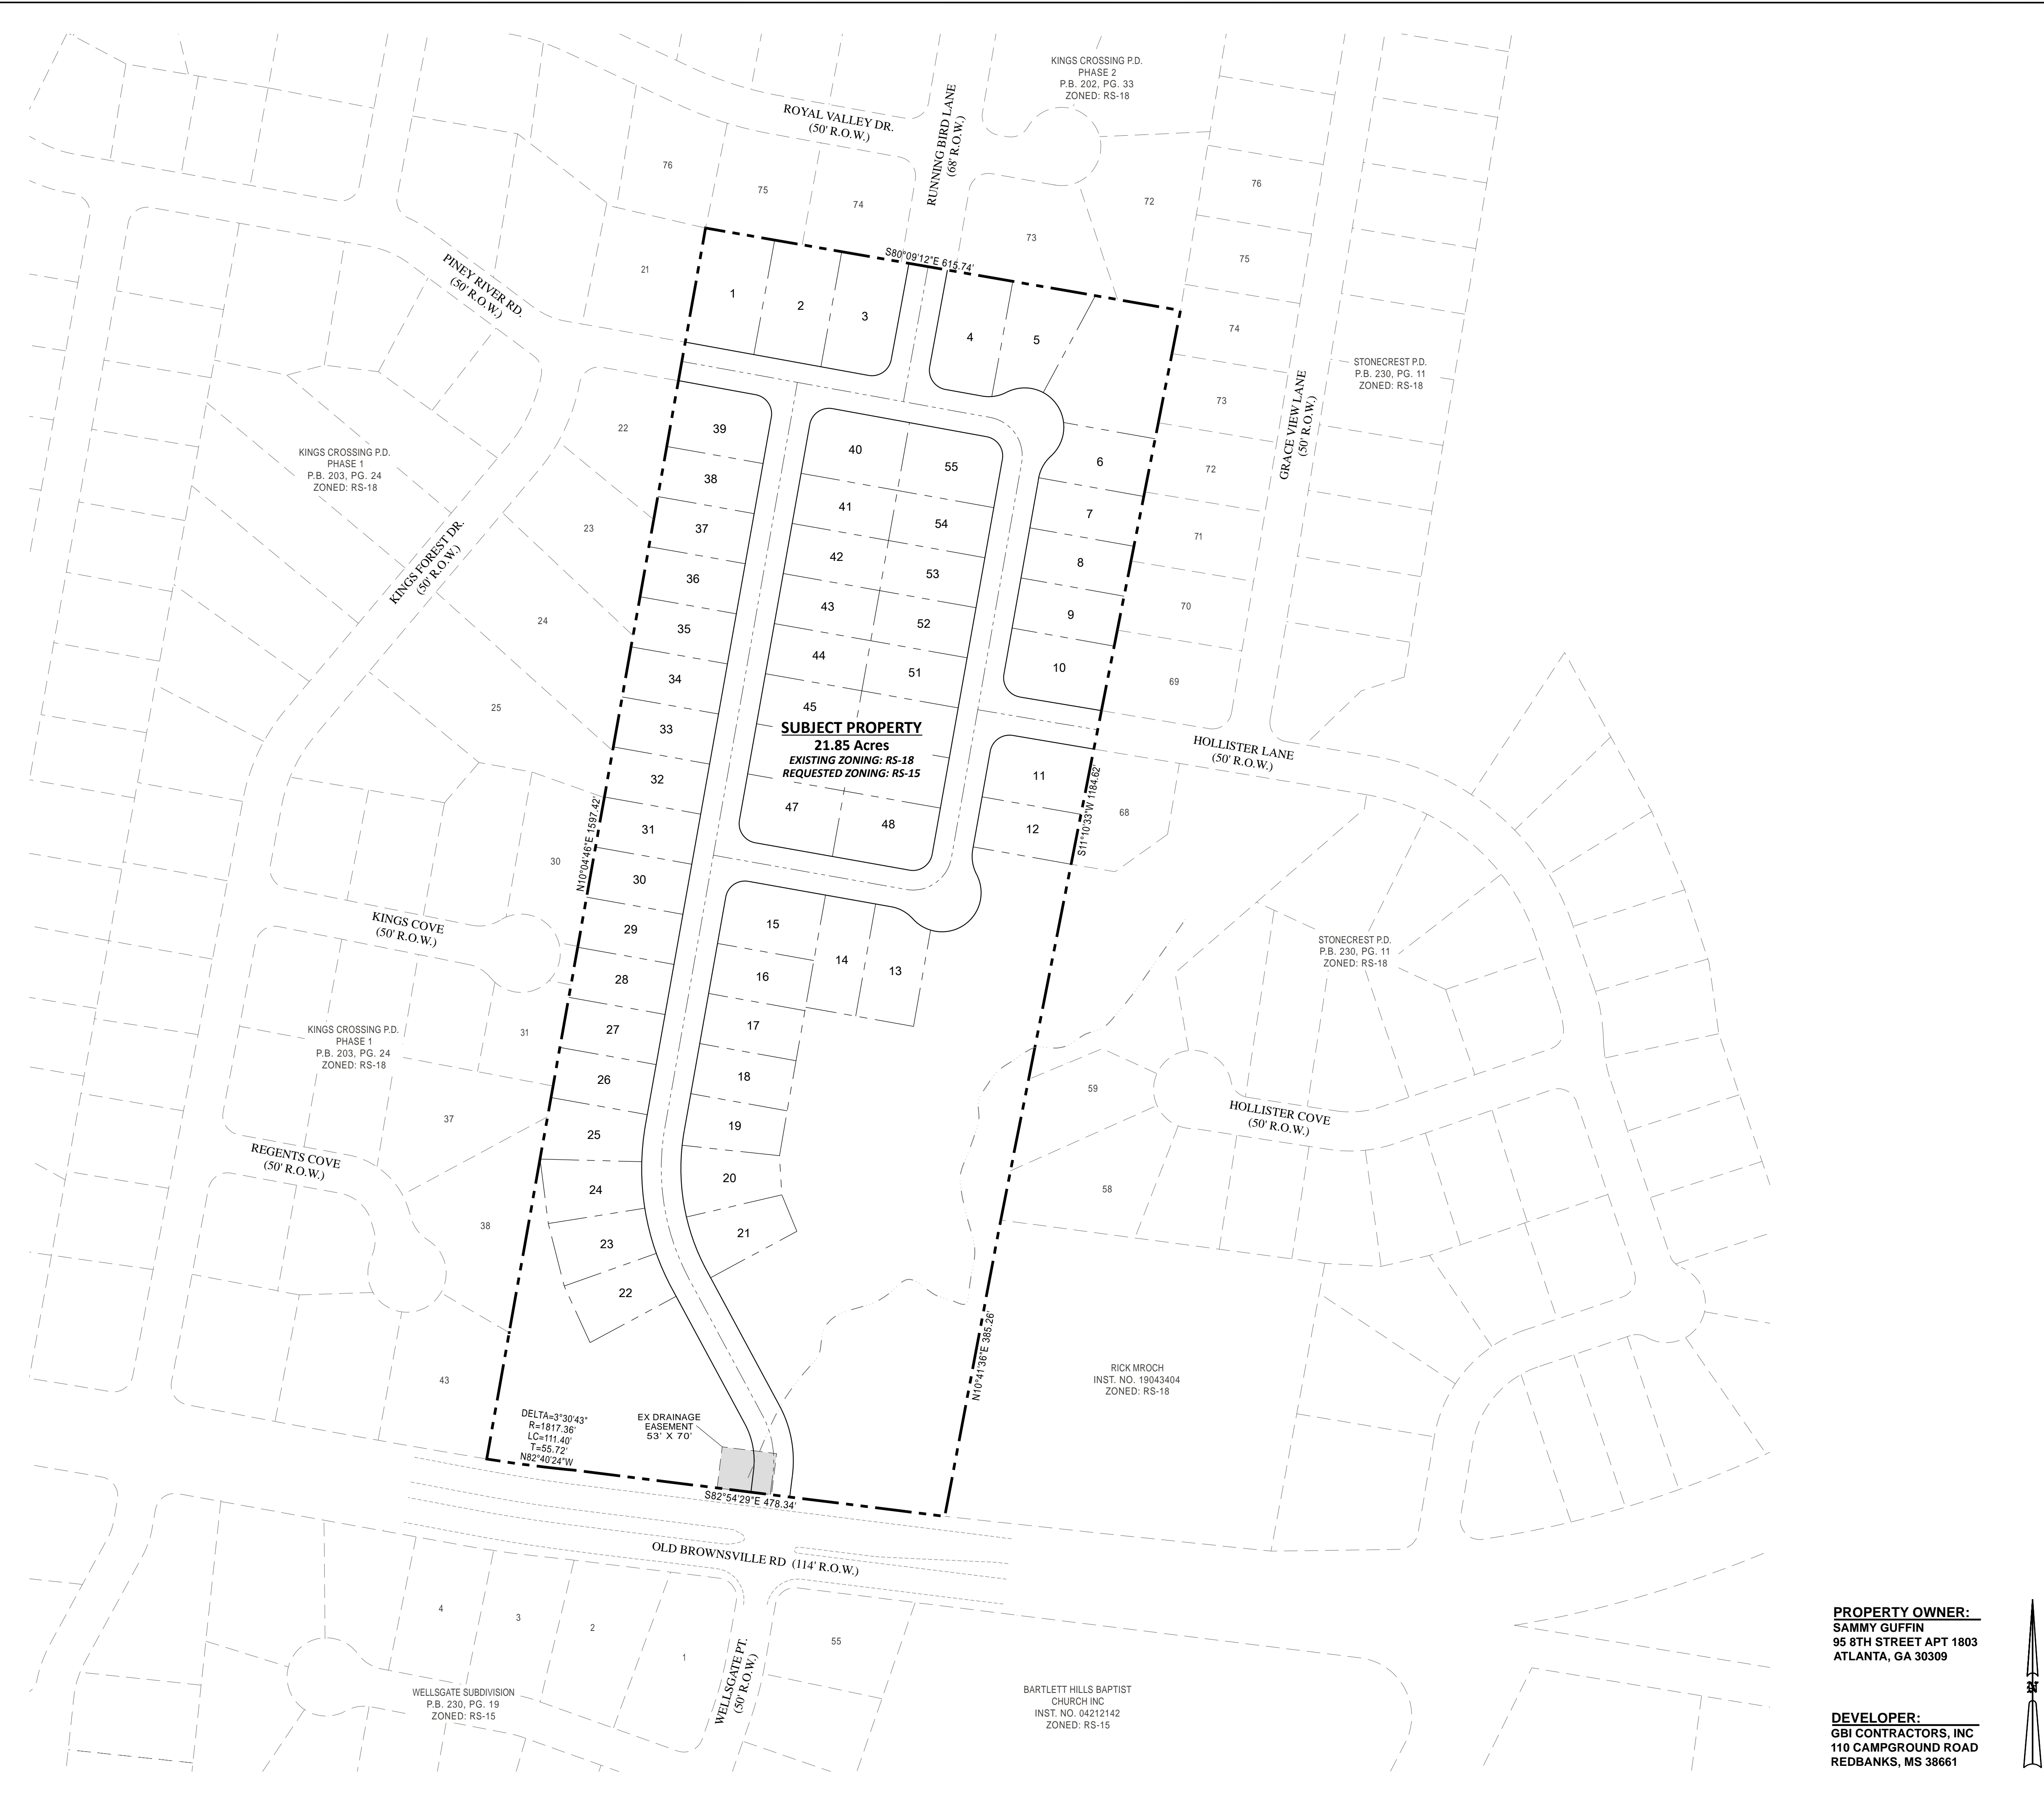 KINGS CROSSING P.D.
PHASE 2
P.B. 202, PG. 33
ZONED: RS-18
ROYAL VALLEY DR.
(50' R.O.W.)
RUNNING BIRD LANE
(68' R.O.W.)
76
75
74
73
72
76
75
74
73
72
71
70
69
68
21
PINEY RIVER RD.
(50' R.O.W.)
S80°09'12"E 615.74'
1
2
3
4
5
STONECREST P.D.
P.B. 230, PG. 11
ZONED: RS-18
GRACE VIEW LANE
(50' R.O.W.)
22
23
24
25
KINGS CROSSING P.D.
PHASE 1
P.B. 203, PG. 24
ZONED: RS-18
KINGS FOREST DR.
(50' R.O.W.)
39
38
37
36
35
34
33
32
31
30
29
28
27
26
25
24
23
22
40
55
41
54
42
53
43
52
44
51
45
SUBJECT PROPERTY
21.85 Acres
EXISTING ZONING: RS-18
REQUESTED ZONING: RS-15
47
48
6
7
8
9
10
11
12
HOLLISTER LANE
(50' R.O.W.)
S11°10'33"W 1184.62'
N10°04'46"E 1597.42'
30
KINGS COVE
(50' R.O.W.)
15
14
13
16
17
18
19
20
21
STONECREST P.D.
P.B. 230, PG. 11
ZONED: RS-18
KINGS CROSSING P.D.
PHASE 1
P.B. 203, PG. 24
ZONED: RS-18
31
37
38
43
REGENTS COVE
(50' R.O.W.)
59
58
HOLLISTER COVE
(50' R.O.W.)
N10°41'36"E 385.26'
RICK MROCH
INST. NO. 19043404
ZONED: RS-18
DELTA=3°30'43"
R=1817.36'
LC=111.40'
T=55.72'
N82°40'24"W
EX DRAINAGE
EASEMENT
53' X 70'
S82°54'29"E 478.34'
OLD BROWNSVILLE RD (114' R.O.W.)
4
3
2
1
WELLSGATE PT.
(50' R.O.W.)
55
WELLSGATE SUBDIVISION
P.B. 230, PG. 19
ZONED: RS-15
BARTLETT HILLS BAPTIST
CHURCH INC
INST. NO. 04212142
ZONED: RS-15
PROPERTY OWNER:
SAMMY GUFFIN
95 8TH STREET APT 1803
ATLANTA, GA 30309
N
DEVELOPER:
GBI CONTRACTORS, INC
110 CAMPGROUND ROAD
REDBANKS, MS 38661